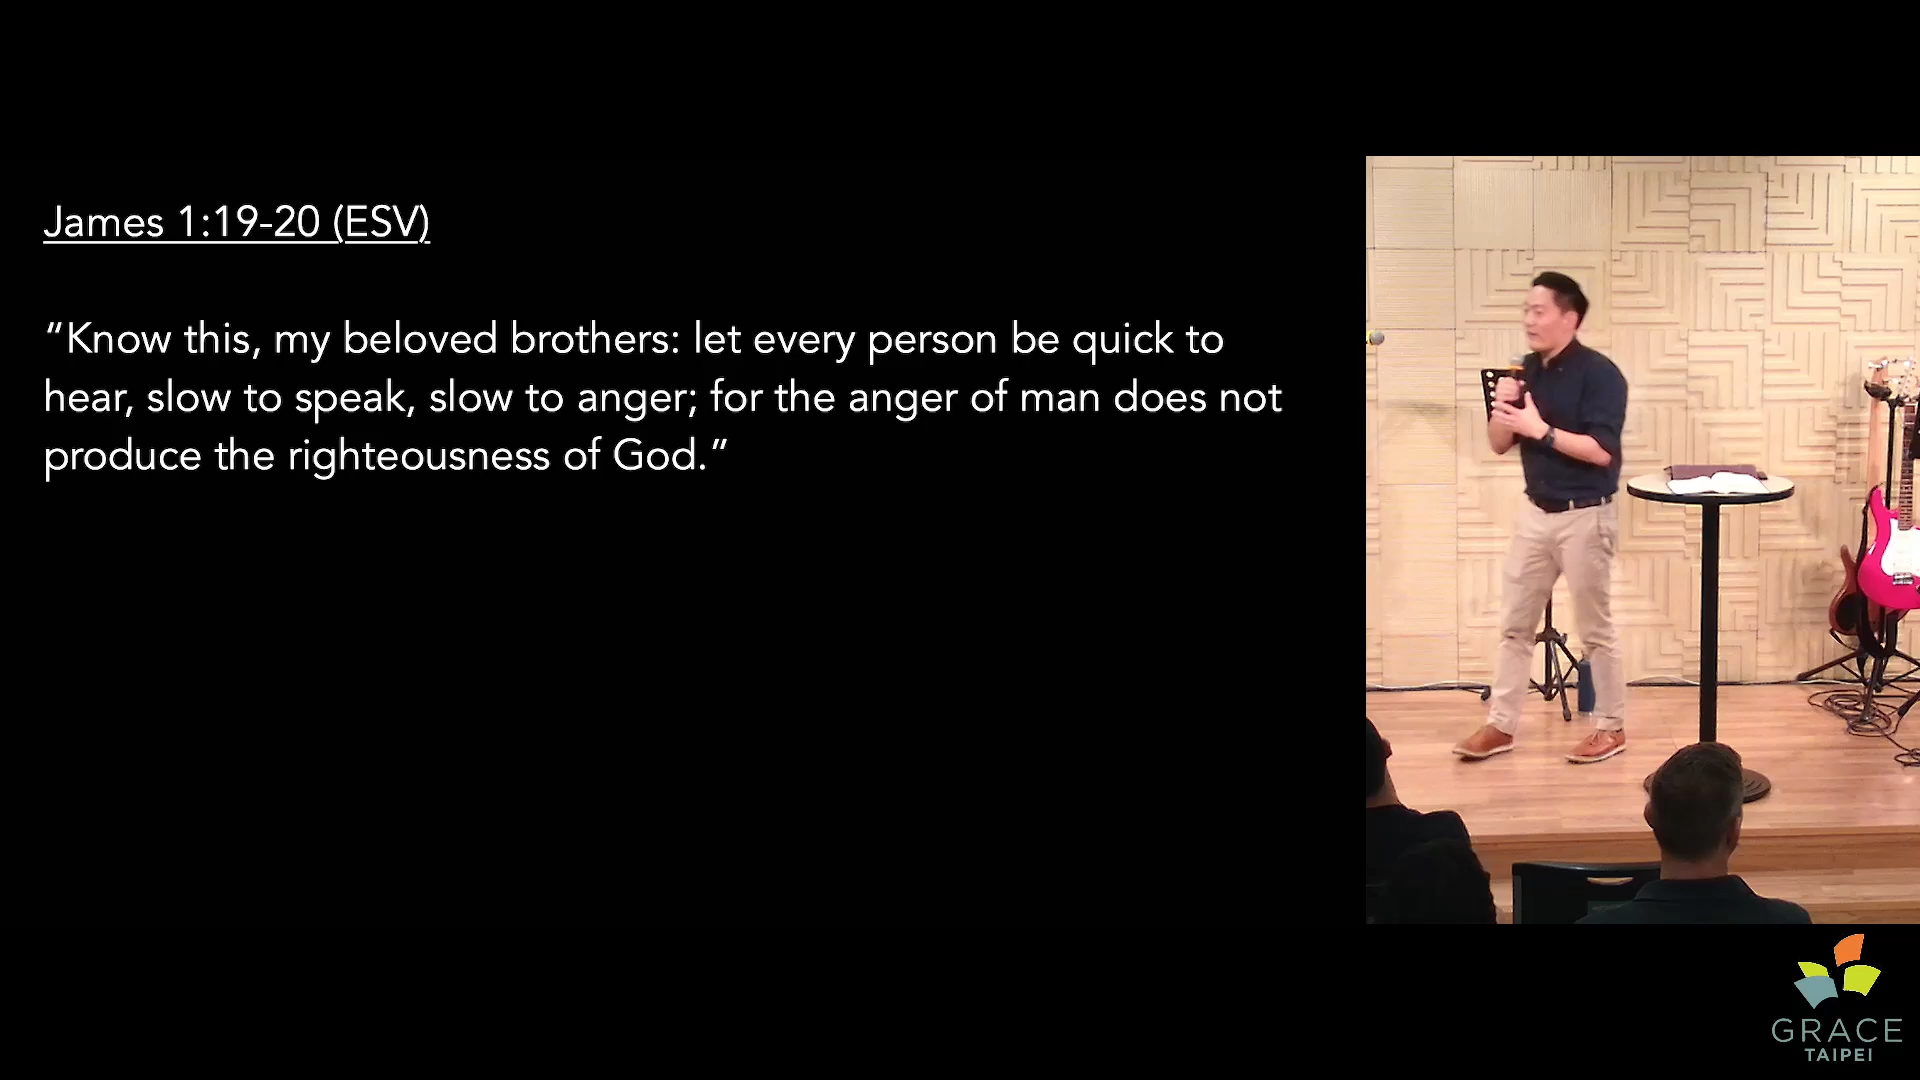 James 1:19-20 (ESV)
“Know this, my beloved brothers: let every person be quick to
hear, slow to speak, slow to anger; for the anger of man does not
produce the righteousness of God.”
GRACE
TAIPEI